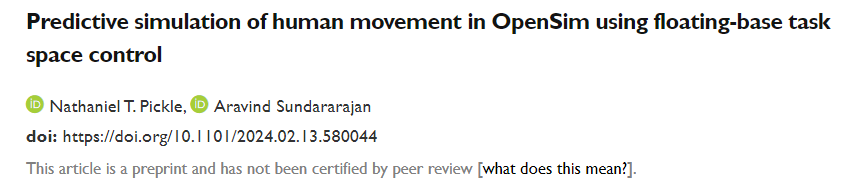 Predictive simulation of human movement in OpenSim using floating-base task
space control
iD Nathaniel T. Pickle, iD Aravind Sundararajan
doi: https://doi.org/10.1101/2024.02.13.580044
This article is a preprint and has not been certified by peer review [what does this mean?].